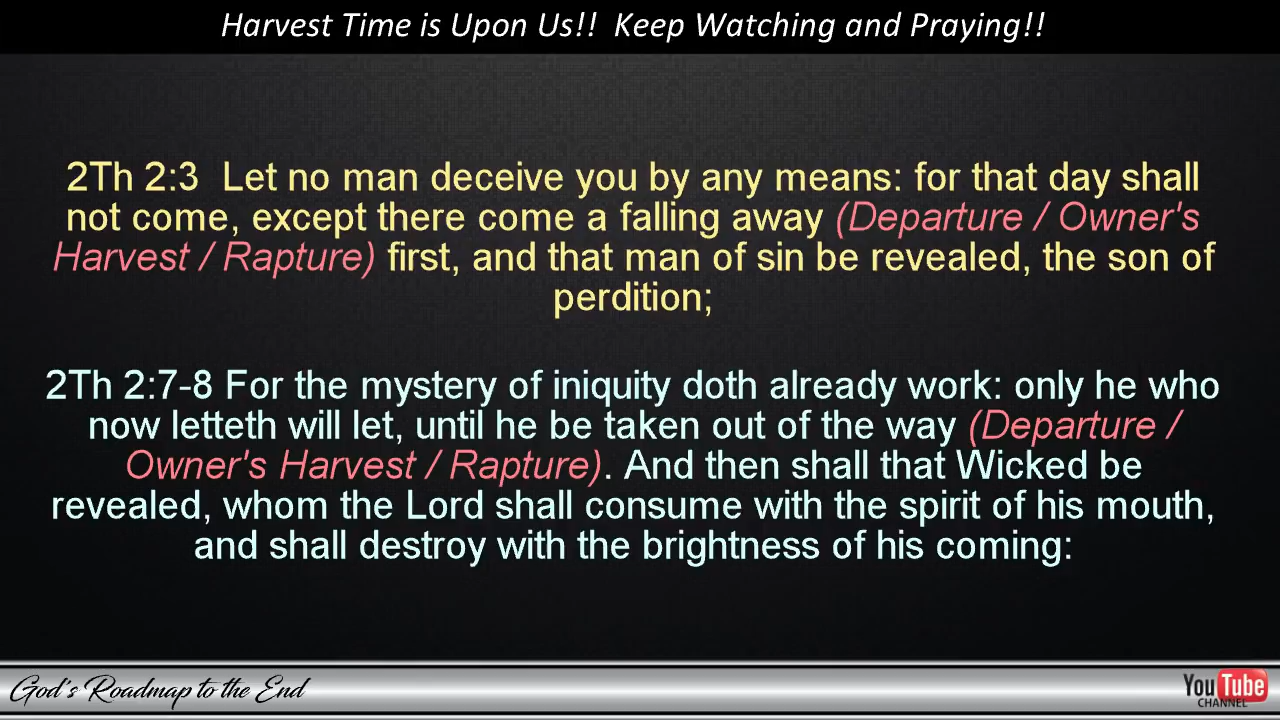 Harvest Time is Upon Us!!  Keep Watching and Praying!!
2Th 2:3  Let no man deceive you by any means: for that day shall
not come, except there come a falling away (Departure / Owner's
Harvest / Rapture) first, and that man of sin be revealed, the son of
perdition;
2Th 2:7-8 For the mystery of iniquity doth already work: only he who
now letteth will let, until he be taken out of the way (Departure /
Owner's Harvest / Rapture). And then shall that Wicked be
revealed, whom the Lord shall consume with the spirit of his mouth,
and shall destroy with the brightness of his coming:
God's Roadmap to the End
YouTube
CHANNEL